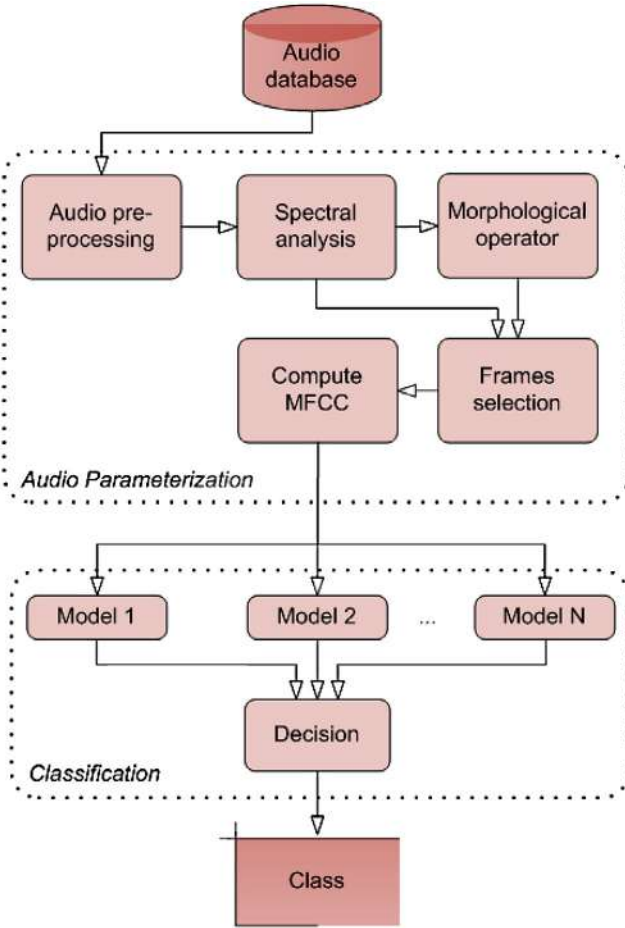 Audio
database
Audio pre-
processing
Spectral
analysis
Morphological
operator
Compute
MFCC
Frames
selection
Audio Parameterization
Model 1
Model 2
...
Model N
Decision
Classification
Class